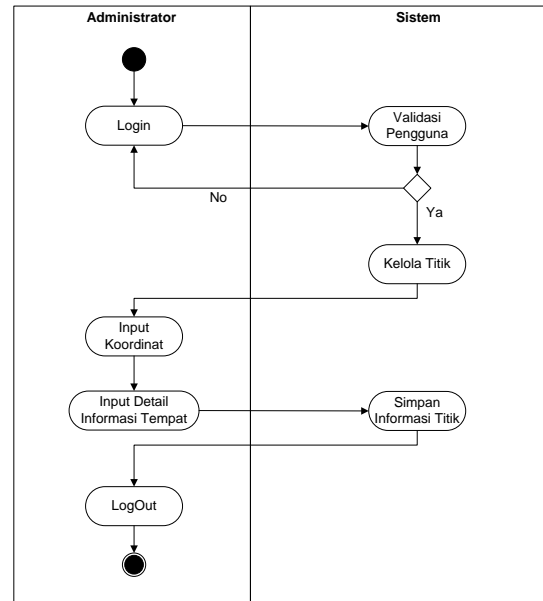 Administrator
Sistem
Login
Validasi
Pengguna
No
Ya
Kelola Titik
Input
Koordinat
Input Detail
Informasi Tempat
Simpan
Informasi Titik
LogOut